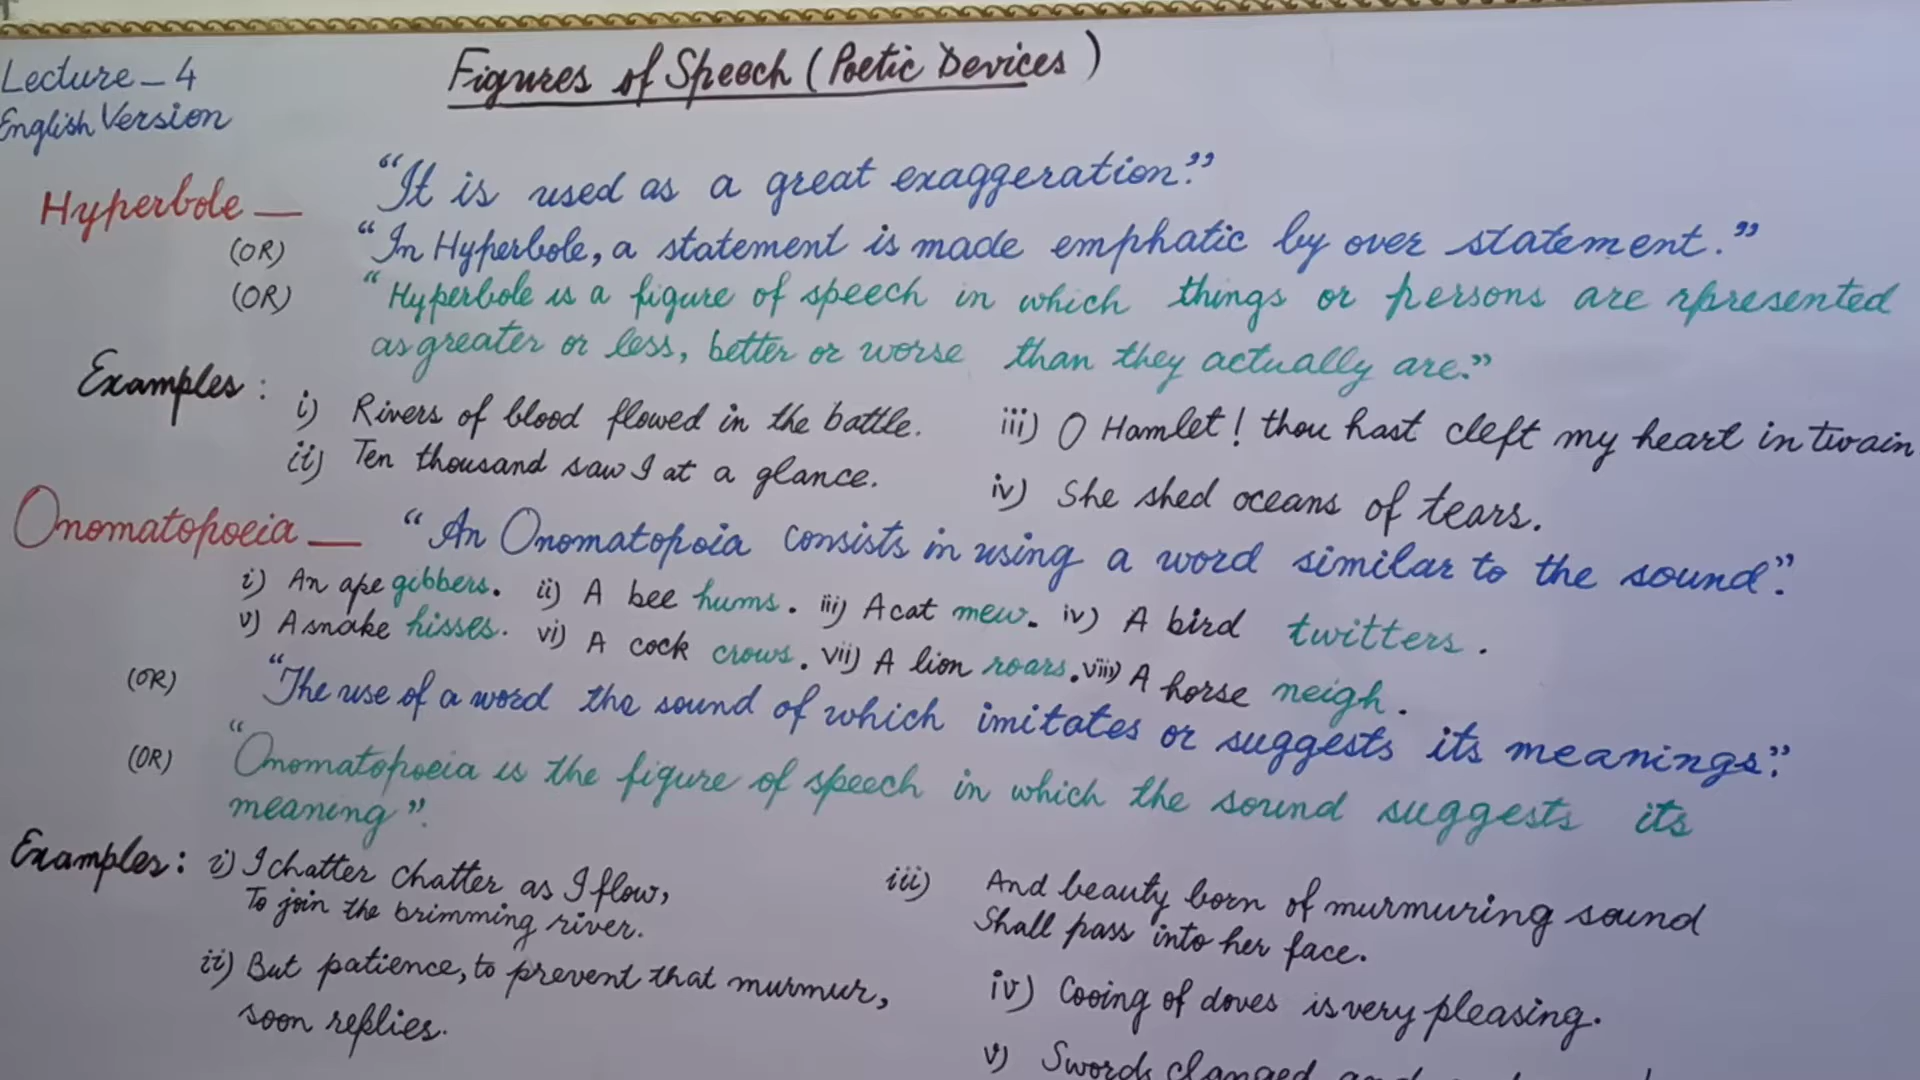 Lecture - 4
English Version
Figures of Speech (Poetic Devices)
Hyperbole — "It is used as a great exaggeration."
(OR) "In Hyperbole, a statement is made emphatic by over statement."
(OR) "Hyperbole is a figure of speech in which things or persons are rpresented
as greater or less, better or worse than they actually are."
Examples :
i) Rivers of blood flowed in the battle.
ii) Ten thousand saw I at a glance.
iii) O Hamlet! thou hast cleft my heart in twain
iv) She shed oceans of tears.
Onomatopoeia — "An Onomatopoia consists in using a word similar to the sound".
i) An ape gibbers. ii) A bee hums. iii) A cat mew. iv) A bird twitters.
v) A snake hisses. vi) A cock crows. vii) A lion roars. viii) A horse neigh.
(OR) "The use of a word the sound of which imitates or suggests its meanings".
(OR) "Onomatopoeia is the figure of speech in which the sound suggests its
meaning".
Examples : i) I chatter chatter as I flow,
To join the brimming river.
ii) But patience, to prevent that murmur,
soon replies.
iii) And beauty born of murmuring sound
Shall pass into her face.
iv) Cooing of doves is very pleasing.
v) Swords clanged and